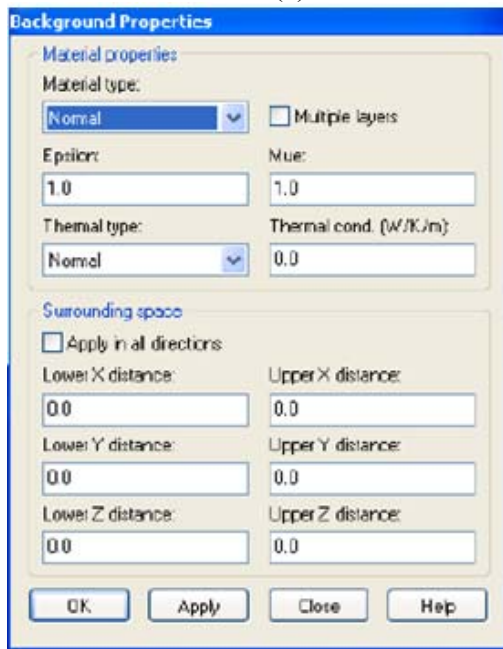 Background Properties
Material properties
Material type:
Normal
Multiple layers
Epsilon: Mue:
1.0 1.0
Thermal type: Thermal cond. (W/K/m)
Normal 0.0
Surrounding space
Apply in all directions
Lower X distance: Upper X distance:
0.0 0.0
Lower Y distance: Upper Y distance:
0.0 0.0
Lower Z distance: Upper Z distance:
0.0 0.0
OK Apply Close Help